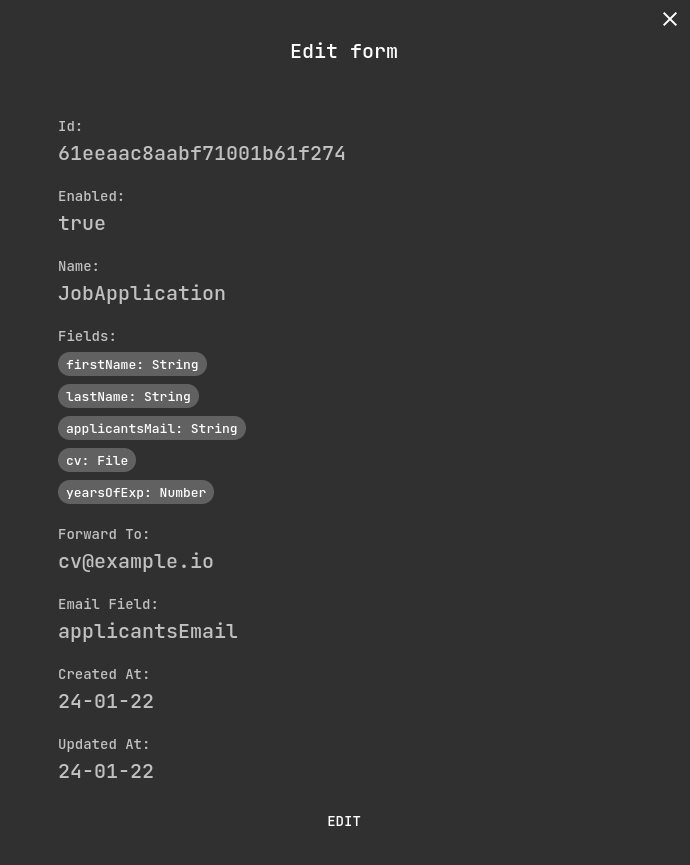 Edit form
Id:
61eeaac8aabf71001b61f274
Enabled:
true
Name:
JobApplication
Fields:
firstName: String
lastName: String
applicantsMail: String
cv: File
yearsOfExp: Number
Forward To:
cv@example.io
Email Field:
applicantsEmail
Created At:
24-01-22
Updated At:
24-01-22
EDIT